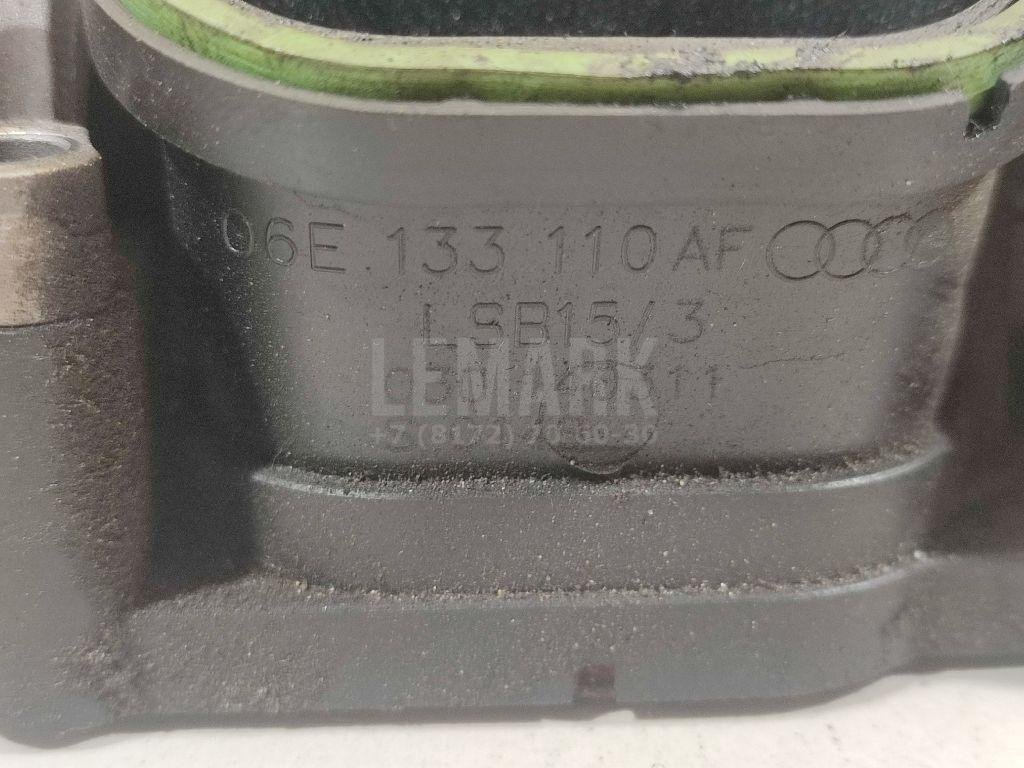 06E 133 110 AF
LSB15/3
LEMARK
+7 (8172) 70-60-30